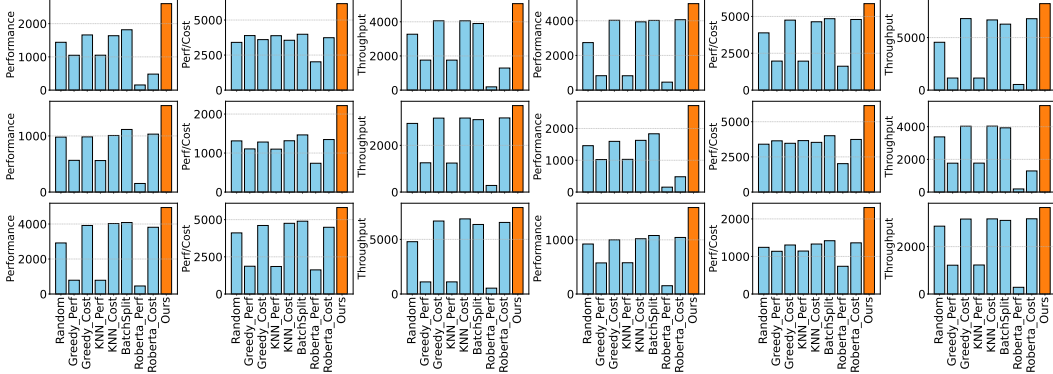 Performance
2000
1000
0
Perf/Cost
5000
2500
0
Throughput
4000
2000
0
Performance
4000
2000
0
Perf/Cost
5000
2500
0
Throughput
5000
0
Performance
1000
0
Perf/Cost
2000
1000
0
Throughput
2000
0
Performance
2000
1000
0
Perf/Cost
5000
2500
0
Throughput
4000
2000
0
Performance
4000
2000
0
Perf/Cost
5000
2500
0
Throughput
5000
0
Performance
1000
0
Perf/Cost
2000
1000
0
Throughput
2000
0
Random
Greedy_Perf
Greedy_Cost
KNN_Perf
KNN_Cost
BatchSplit
Roberta_Perf
Roberta_Cost
Ours
Random
Greedy_Perf
Greedy_Cost
KNN_Perf
KNN_Cost
BatchSplit
Roberta_Perf
Roberta_Cost
Ours
Random
Greedy_Perf
Greedy_Cost
KNN_Perf
KNN_Cost
BatchSplit
Roberta_Perf
Roberta_Cost
Ours
Random
Greedy_Perf
Greedy_Cost
KNN_Perf
KNN_Cost
BatchSplit
Roberta_Perf
Roberta_Cost
Ours
Random
Greedy_Perf
Greedy_Cost
KNN_Perf
KNN_Cost
BatchSplit
Roberta_Perf
Roberta_Cost
Ours
Random
Greedy_Perf
Greedy_Cost
KNN_Perf
KNN_Cost
BatchSplit
Roberta_Perf
Roberta_Cost
Ours